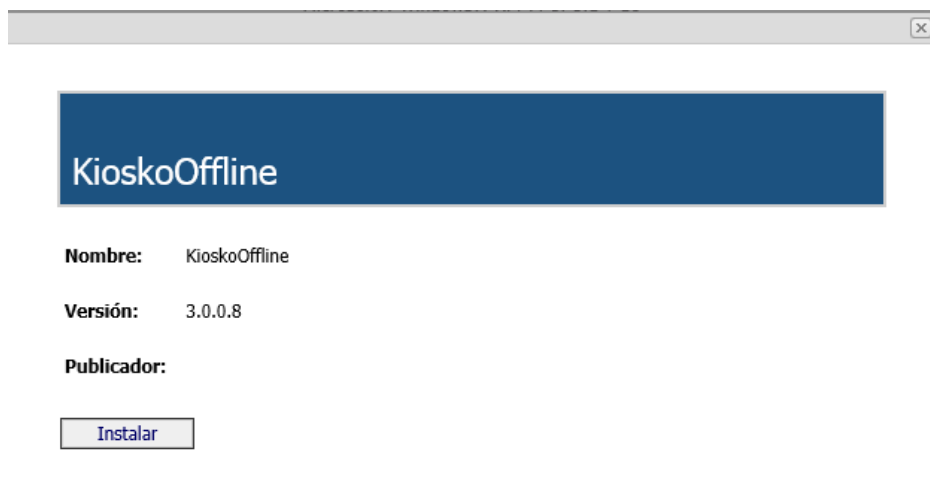 KioskoOffline
Nombre: KioskoOffline
Versión: 3.0.0.8
Publicador:
Instalar